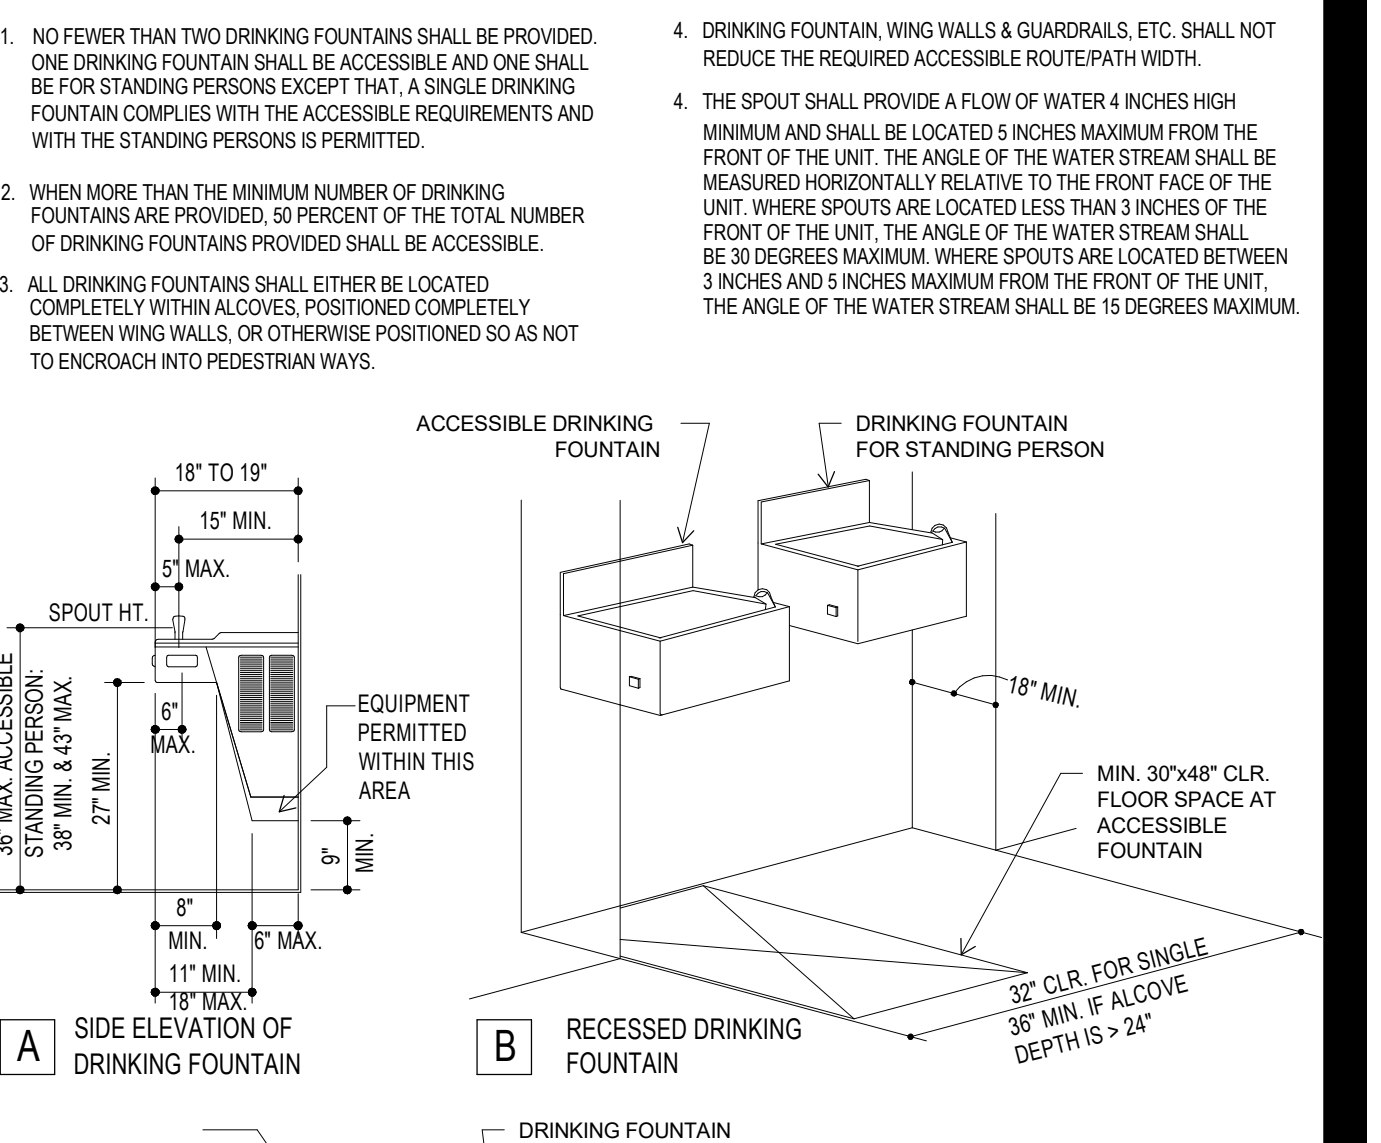 1. NO FEWER THAN TWO DRINKING FOUNTAINS SHALL BE PROVIDED.
ONE DRINKING FOUNTAIN SHALL BE ACCESSIBLE AND ONE SHALL
BE FOR STANDING PERSONS EXCEPT THAT, A SINGLE DRINKING
FOUNTAIN COMPLIES WITH THE ACCESSIBLE REQUIREMENTS AND
WITH THE STANDING PERSONS IS PERMITTED.
2. WHEN MORE THAN THE MINIMUM NUMBER OF DRINKING
FOUNTAINS ARE PROVIDED, 50 PERCENT OF THE TOTAL NUMBER
OF DRINKING FOUNTAINS PROVIDED SHALL BE ACCESSIBLE.
3. ALL DRINKING FOUNTAINS SHALL EITHER BE LOCATED
COMPLETELY WITHIN ALCOVES, POSITIONED COMPLETELY
BETWEEN WING WALLS, OR OTHERWISE POSITIONED SO AS NOT
TO ENCROACH INTO PEDESTRIAN WAYS.
4. DRINKING FOUNTAIN, WING WALLS & GUARDRAILS, ETC. SHALL NOT
REDUCE THE REQUIRED ACCESSIBLE ROUTE/PATH WIDTH.
4. THE SPOUT SHALL PROVIDE A FLOW OF WATER 4 INCHES HIGH
MINIMUM AND SHALL BE LOCATED 5 INCHES MAXIMUM FROM THE
FRONT OF THE UNIT. THE ANGLE OF THE WATER STREAM SHALL BE
MEASURED HORIZONTALLY RELATIVE TO THE FRONT FACE OF THE
UNIT. WHERE SPOUTS ARE LOCATED LESS THAN 3 INCHES OF THE
FRONT OF THE UNIT, THE ANGLE OF THE WATER STREAM SHALL
BE 30 DEGREES MAXIMUM. WHERE SPOUTS ARE LOCATED BETWEEN
3 INCHES AND 5 INCHES MAXIMUM FROM THE FRONT OF THE UNIT,
THE ANGLE OF THE WATER STREAM SHALL BE 15 DEGREES MAXIMUM.
18" TO 19"
15" MIN.
5" MAX.
SPOUT HT.
36" MAX. ACCESSIBLE
STANDING PERSON:
38" MIN. & 43" MAX.
27" MIN.
6"
MAX.
EQUIPMENT
PERMITTED
WITHIN THIS
AREA
9"
MIN.
8"
MIN.
6" MAX.
11" MIN.
18" MAX.
A
SIDE ELEVATION OF
DRINKING FOUNTAIN
ACCESSIBLE DRINKING
FOUNTAIN
DRINKING FOUNTAIN
FOR STANDING PERSON
18" MIN.
MIN. 30"x48" CLR.
FLOOR SPACE AT
ACCESSIBLE
FOUNTAIN
32" CLR. FOR SINGLE
36" MIN. IF ALCOVE
DEPTH IS > 24"
B
RECESSED DRINKING
FOUNTAIN
DRINKING FOUNTAIN